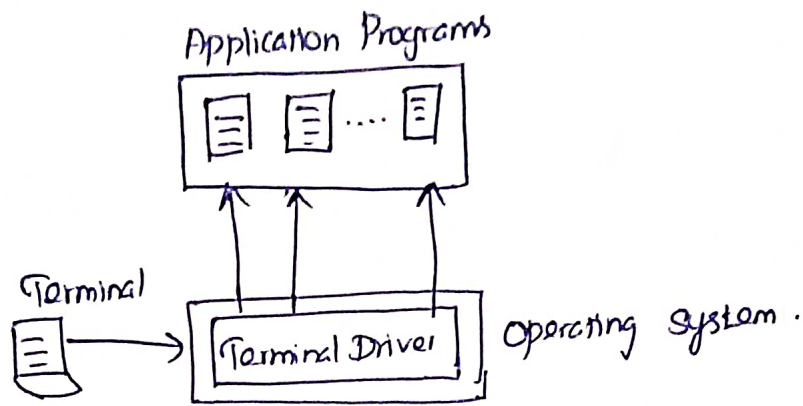 Application Programs
....
Terminal
Terminal Driver
Operating System.